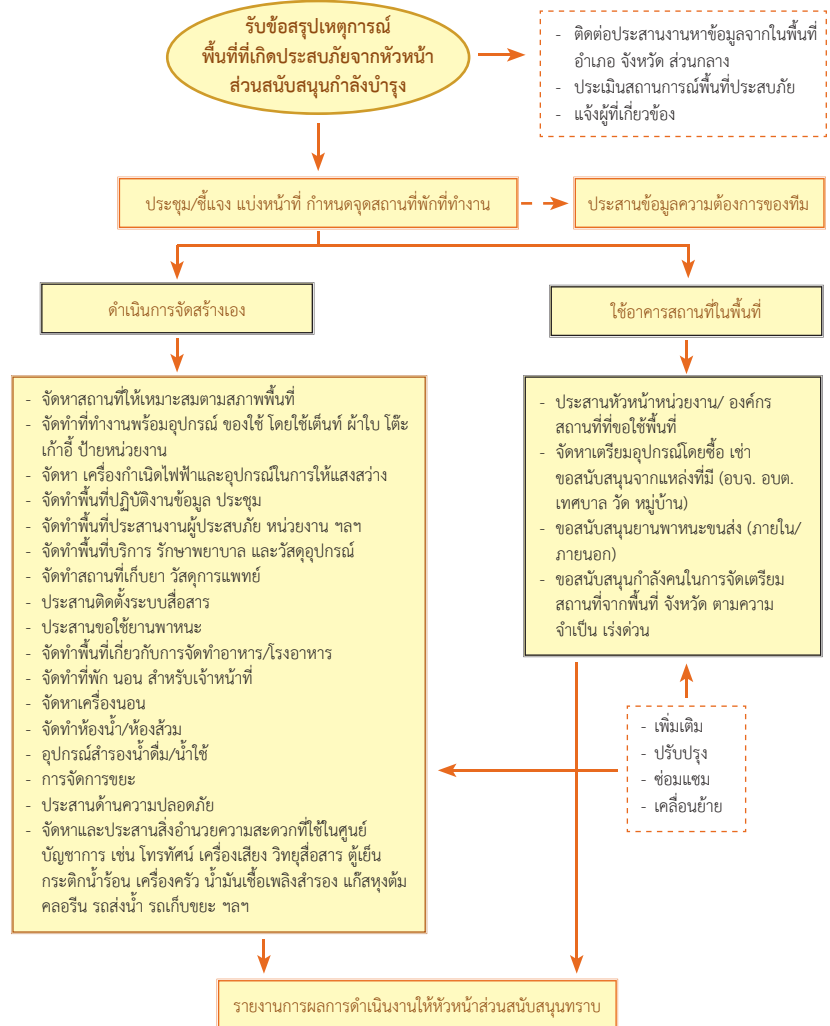 รับข้อสรุปเหตุการณ์
พื้นที่ที่เกิดประสบภัยจากหัวหน้า
ส่วนสนับสนุนกำลังบำรุง
- ติดต่อประสานงานหาข้อมูลจากในพื้นที่
อำเภอ จังหวัด ส่วนกลาง
- ประเมินสถานการณ์พื้นที่ประสบภัย
- แจ้งผู้ที่เกี่ยวข้อง
ประชุม/ชี้แจง แบ่งหน้าที่ กำหนดจุดสถานที่พักที่ทำงาน
ประสานข้อมูลความต้องการของทีม
ดำเนินการจัดสร้างเอง
ใช้อาคารสถานที่ในพื้นที่
- จัดหาสถานที่ให้เหมาะสมตามสภาพพื้นที่
- จัดทำที่ทำงานพร้อมอุปกรณ์ ของใช้ โดยใช้เต็นท์ ผ้าใบ โต๊ะ
เก้าอี้ ป้ายหน่วยงาน
- จัดหา เครื่องกำเนิดไฟฟ้าและอุปกรณ์ในการให้แสงสว่าง
- จัดทำพื้นที่ปฏิบัติงานข้อมูล ประชุม
- จัดทำพื้นที่ประสานงานผู้ประสบภัย หน่วยงาน ฯลฯ
- จัดทำพื้นที่บริการ รักษาพยาบาล และวัสดุอุปกรณ์
- จัดทำสถานที่เก็บยา วัสดุการแพทย์
- ประสานติดตั้งระบบสื่อสาร
- ประสานขอใช้ยานพาหนะ
- จัดทำพื้นที่เกี่ยวกับการจัดทำอาหาร/โรงอาหาร
- จัดทำที่พัก นอน สำหรับเจ้าหน้าที่
- จัดหาเครื่องนอน
- จัดทำห้องน้ำ/ห้องส้วม
- อุปกรณ์สำรองน้ำดื่ม/น้ำใช้
- การจัดการขยะ
- ประสานด้านความปลอดภัย
- จัดหาและประสานสิ่งอำนวยความสะดวกที่ใช้ในศูนย์
บัญชาการ เช่น โทรทัศน์ เครื่องเสียง วิทยุสื่อสาร ตู้เย็น
กระติกน้ำร้อน เครื่องครัว น้ำมันเชื้อเพลิงสำรอง แก๊สหุงต้ม
คลอรีน รถส่งน้ำ รถเก็บขยะ ฯลฯ
- ประสานหัวหน้าหน่วยงาน/ องค์กร
สถานที่ที่ขอใช้พื้นที่
- จัดหาเตรียมอุปกรณ์โดยซื้อ เช่า
ขอสนับสนุนจากแหล่งที่มี (อบจ. อบต.
เทศบาล วัด หมู่บ้าน)
- ขอสนับสนุนยานพาหนะขนส่ง (ภายใน/
ภายนอก)
- ขอสนับสนุนกำลังคนในการจัดเตรียม
สถานที่จากพื้นที่ จังหวัด ตามความ
จำเป็น เร่งด่วน
- เพิ่มเติม
- ปรับปรุง
- ซ่อมแซม
- เคลื่อนย้าย
รายงานการผลการดำเนินงานให้หัวหน้าส่วนสนับสนุนทราบ